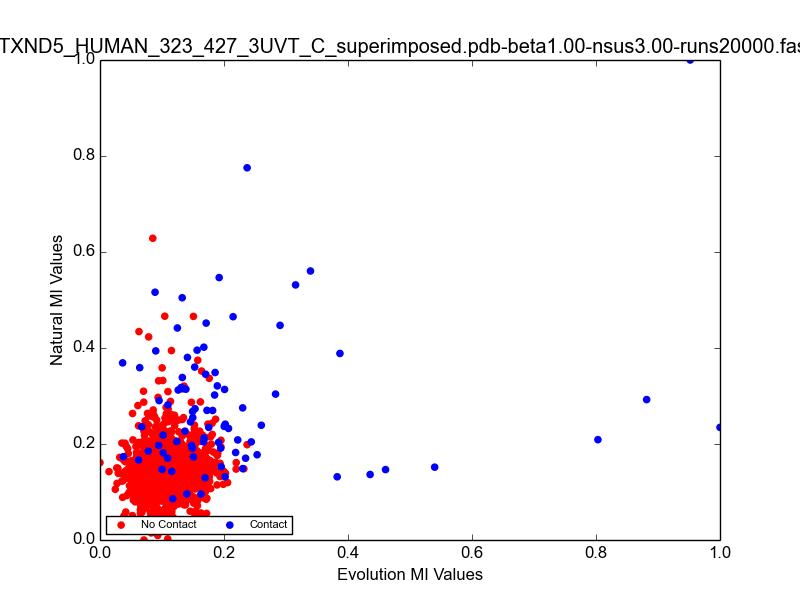 TXND5_HUMAN_323_427_3UVT_C_superimposed.pdb-beta1.00-nsus3.00-runs20000.fas
1.0
0.8
0.6
0.4
0.2
0.0
Natural MI Values
No Contact
Contact
0.0 0.2 0.4 0.6 0.8 1.0
Evolution MI Values